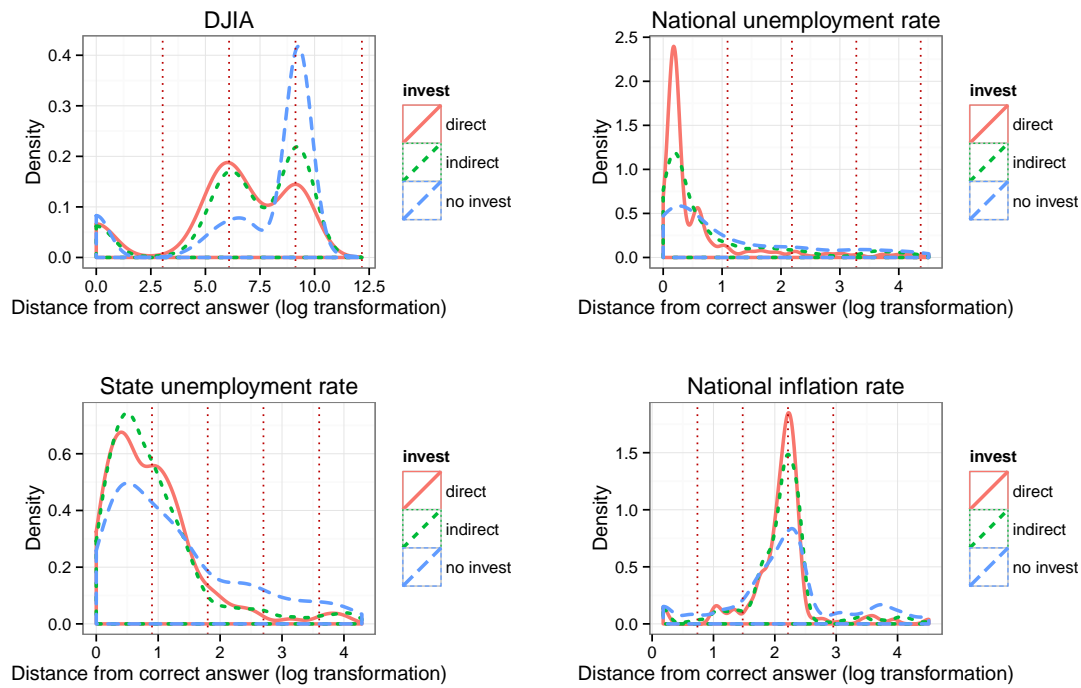 DJIA
0.4
0.3
0.2
0.1
0.0
Density
0.0 2.5 5.0 7.5 10.0 12.5
Distance from correct answer (log transformation)
invest
direct
indirect
no invest
National unemployment rate
2.5
2.0
1.5
1.0
0.5
0.0
Density
0 1 2 3 4
Distance from correct answer (log transformation)
invest
direct
indirect
no invest
State unemployment rate
0.6
0.4
0.2
0.0
Density
0 1 2 3 4
Distance from correct answer (log transformation)
invest
direct
indirect
no invest
National inflation rate
1.5
1.0
0.5
0.0
Density
0 1 2 3 4
Distance from correct answer (log transformation)
invest
direct
indirect
no invest